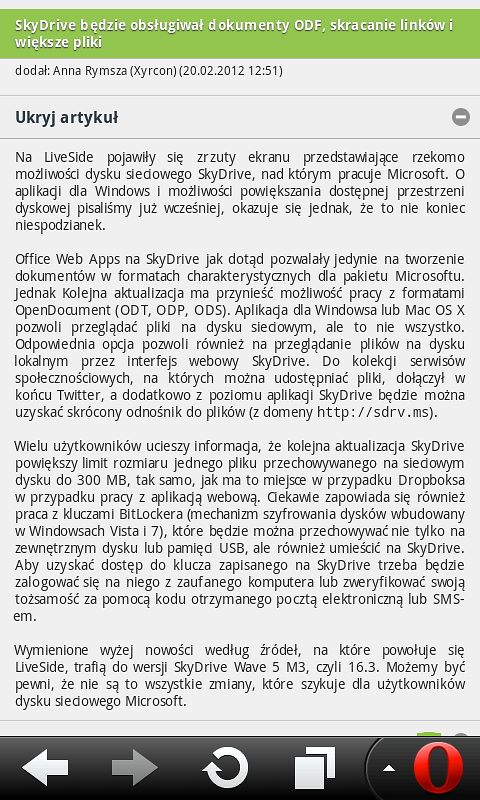 SkyDrive będzie obsługiwał dokumenty ODF, skracanie linków i
większe pliki
dodał: Anna Rymsza (Xyrcon) (20.02.2012 12:51)
Ukryj artykuł
Na LiveSide pojawiły się zrzuty ekranu przedstawiające rzekomo
możliwości dysku sieciowego SkyDrive, nad którym pracuje Microsoft. O
aplikacji dla Windows i możliwości powiększania dostępnej przestrzeni
dyskowej pisaliśmy już wcześniej, okazuje się jednak, że to nie koniec
niespodzianek.
Office Web Apps na SkyDrive jak dotąd pozwalały jedynie na tworzenie
dokumentów w formatach charakterystycznych dla pakietu Microsoftu.
Jednak Kolejna aktualizacja ma przynieść możliwość pracy z formatami
OpenDocument (ODT, ODP, ODS). Aplikacja dla Windowsa lub Mac OS X
pozwoli przeglądać pliki na dysku sieciowym, ale to nie wszystko.
Odpowiednia opcja pozwoli również na przeglądanie plików na dysku
lokalnym przez interfejs webowy SkyDrive. Do kolekcji serwisów
społecznościowych, na których można udostępniać pliki, dołączył w
końcu Twitter, a dodatkowo z poziomu aplikacji SkyDrive będzie można
uzyskać skrócony odnośnik do plików (z domeny http://sdrv.ms).
Wielu użytkowników ucieszy informacja, że kolejna aktualizacja SkyDrive
powiększy limit rozmiaru jednego pliku przechowywanego na sieciowym
dysku do 300 MB, tak samo, jak ma to miejsce w przypadku Dropboksa
w przypadku pracy z aplikacją webową. Ciekawie zapowiada się również
praca z kluczami BitLockera (mechanizm szyfrowania dysków wbudowany
w Windowsach Vista i 7), które będzie można przechowywać nie tylko na
zewnętrznym dysku lub pamięci USB, ale również umieścić na SkyDrive.
Aby uzyskać dostęp do klucza zapisanego na SkyDrive trzeba będzie
zalogować się na niego z zaufanego komputera lub zweryfikować swoją
tożsamość za pomocą kodu otrzymanego pocztą elektroniczną lub SMS-
em.
Wymienione wyżej nowości według źródeł, na które powołuje się
LiveSide, trafią do wersji SkyDrive Wave 5 M3, czyli 16.3. Możemy być
pewni, że nie są to wszystkie zmiany, które szykuje dla użytkowników
dysku sieciowego Microsoft.